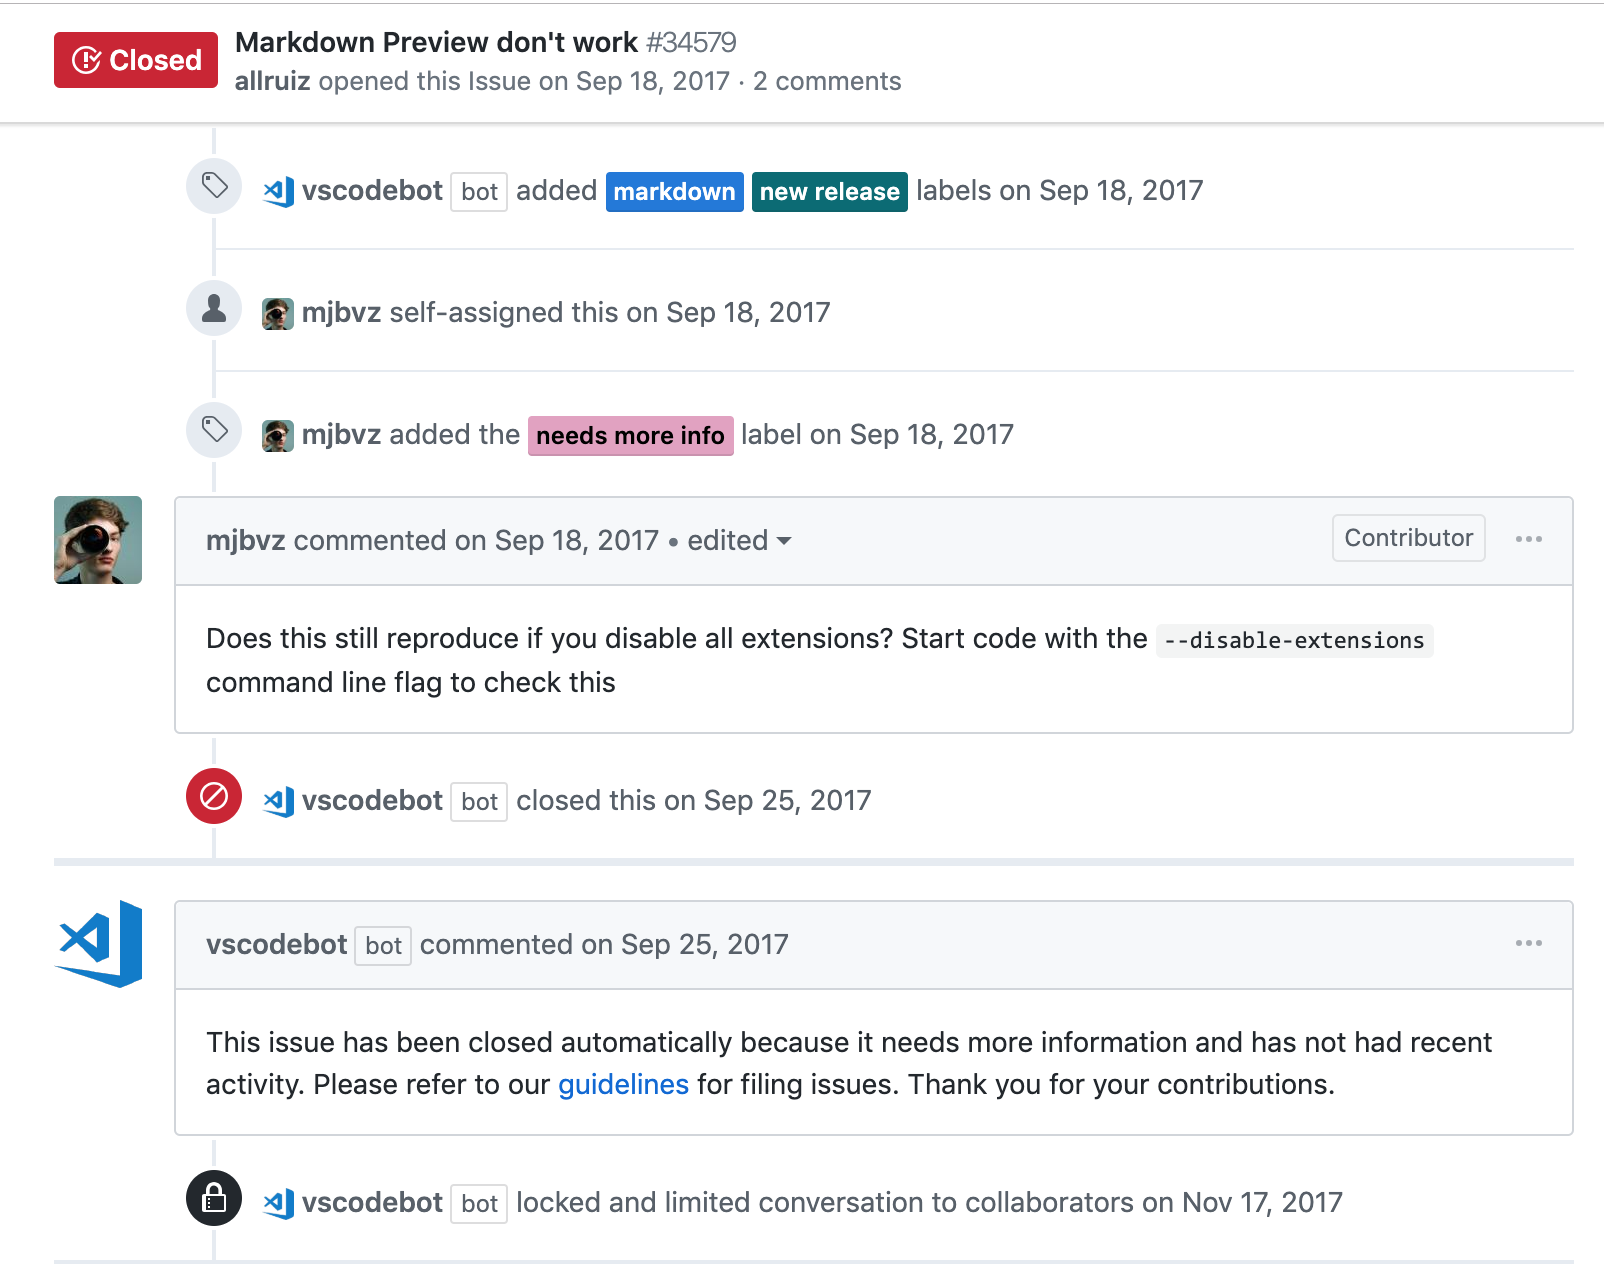 Closed
Markdown Preview don't work #34579
allruiz opened this Issue on Sep 18, 2017 · 2 comments
vscodebot bot added markdown new release labels on Sep 18, 2017
mjbvz self-assigned this on Sep 18, 2017
mjbvz added the needs more info label on Sep 18, 2017
mjbvz commented on Sep 18, 2017 • edited
Contributor
Does this still reproduce if you disable all extensions? Start code with the --disable-extensions
command line flag to check this
vscodebot bot closed this on Sep 25, 2017
vscodebot bot commented on Sep 25, 2017
This issue has been closed automatically because it needs more information and has not had recent
activity. Please refer to our guidelines for filing issues. Thank you for your contributions.
vscodebot bot locked and limited conversation to collaborators on Nov 17, 2017